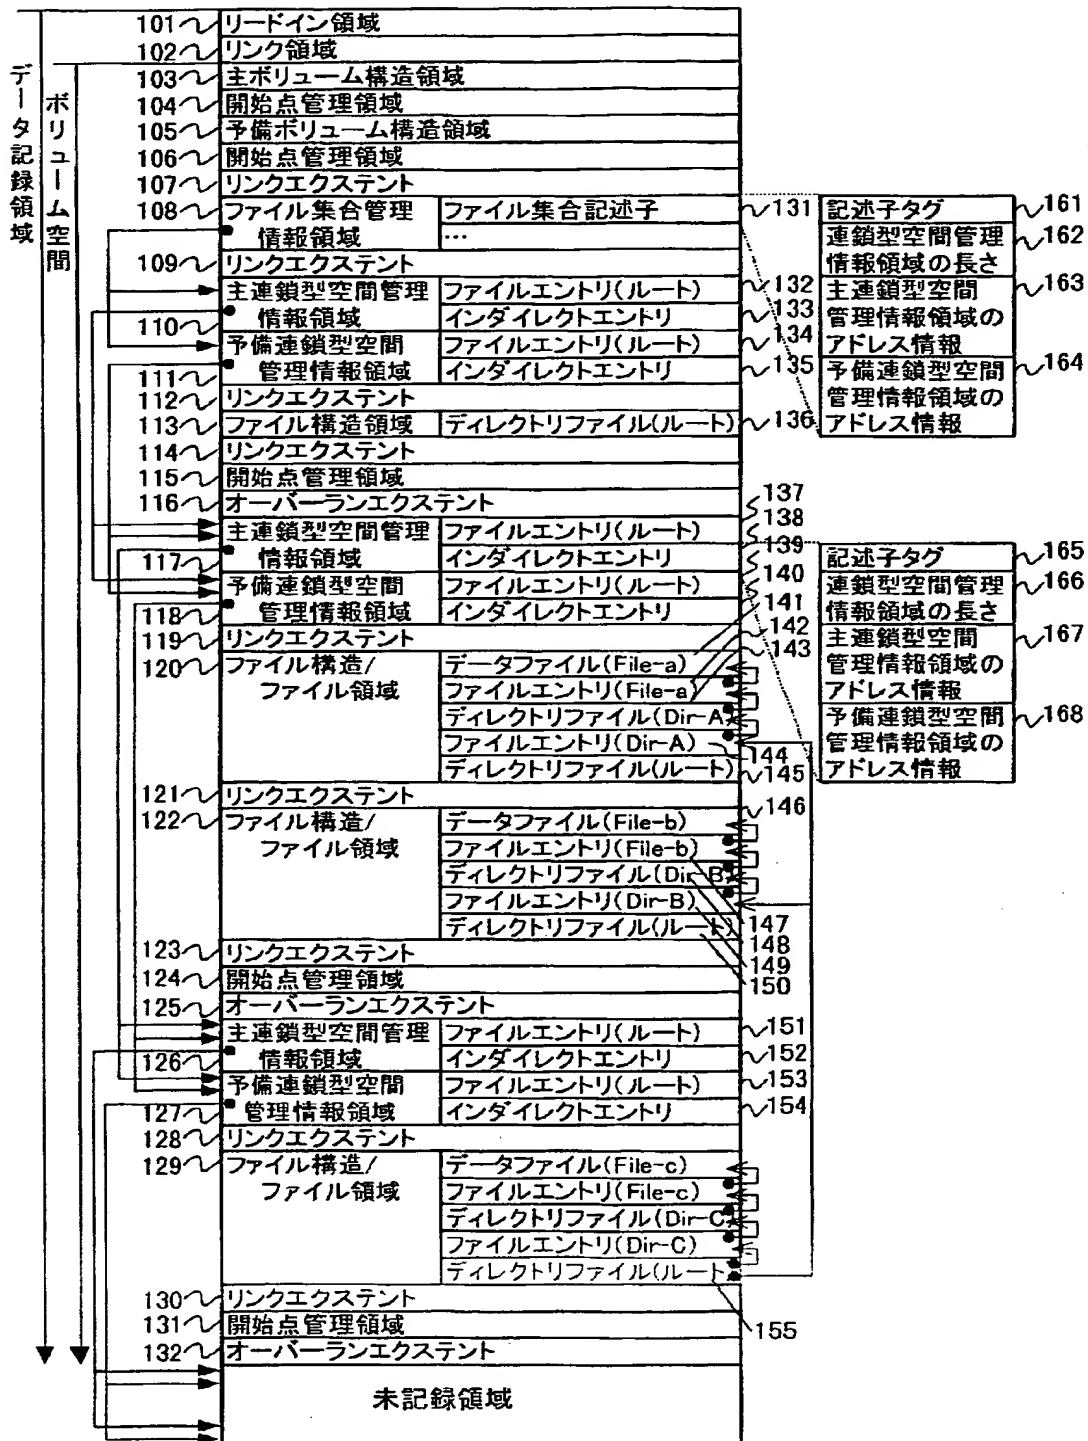 データ記録領域
ボリューム空間
101 リードイン領域
102 リンク領域
103 主ボリューム構造領域
104 開始点管理領域
105 予備ボリューム構造領域
106 開始点管理領域
107 リンクエクステント
108 ファイル集合管理 ファイル集合記述子 131
情報領域 …
109 リンクエクステント
主連鎖型空間管理 ファイルエントリ(ルート) 132
110 情報領域 インダイレクトエントリ 133
予備連鎖型空間 ファイルエントリ(ルート) 134
111 管理情報領域 インダイレクトエントリ 135
112 リンクエクステント
113 ファイル構造領域 ディレクトリファイル(ルート) 136
114 リンクエクステント
115 開始点管理領域
116 オーバーランエクステント
主連鎖型空間管理 ファイルエントリ(ルート) 137
117 情報領域 インダイレクトエントリ 138
予備連鎖型空間 ファイルエントリ(ルート) 139
118 管理情報領域 インダイレクトエントリ 140
119 リンクエクステント 141
120 ファイル構造/ データファイル(File-a) 142
ファイル領域 ファイルエントリ(File-a) 143
ディレクトリファイル(Dir-A)
ファイルエントリ(Dir-A) 144
ディレクトリファイル(ルート) 145
121 リンクエクステント 146
122 ファイル構造/ データファイル(File-b)
ファイル領域 ファイルエントリ(File-b)
ディレクトリファイル(Dir-B)
ファイルエントリ(Dir-B) 147
ディレクトリファイル(ルート) 148
123 リンクエクステント 149
124 開始点管理領域 150
125 オーバーランエクステント
主連鎖型空間管理 ファイルエントリ(ルート) 151
126 情報領域 インダイレクトエントリ 152
予備連鎖型空間 ファイルエントリ(ルート) 153
127 管理情報領域 インダイレクトエントリ 154
128 リンクエクステント
129 ファイル構造/ データファイル(File-c)
ファイル領域 ファイルエントリ(File-c)
ディレクトリファイル(Dir-C)
ファイルエントリ(Dir-C)
ディレクトリファイル(ルート
130 リンクエクステント
131 開始点管理領域 155
132 オーバーランエクステント
未記録領域
記述子タグ 161
連鎖型空間管理 162
情報領域の長さ
主連鎖型空間 163
管理情報領域の
アドレス情報
予備連鎖型空間 164
管理情報領域の
アドレス情報
記述子タグ 165
連鎖型空間管理 166
情報領域の長さ
主連鎖型空間 167
管理情報領域の
アドレス情報
予備連鎖型空間 168
管理情報領域の
アドレス情報